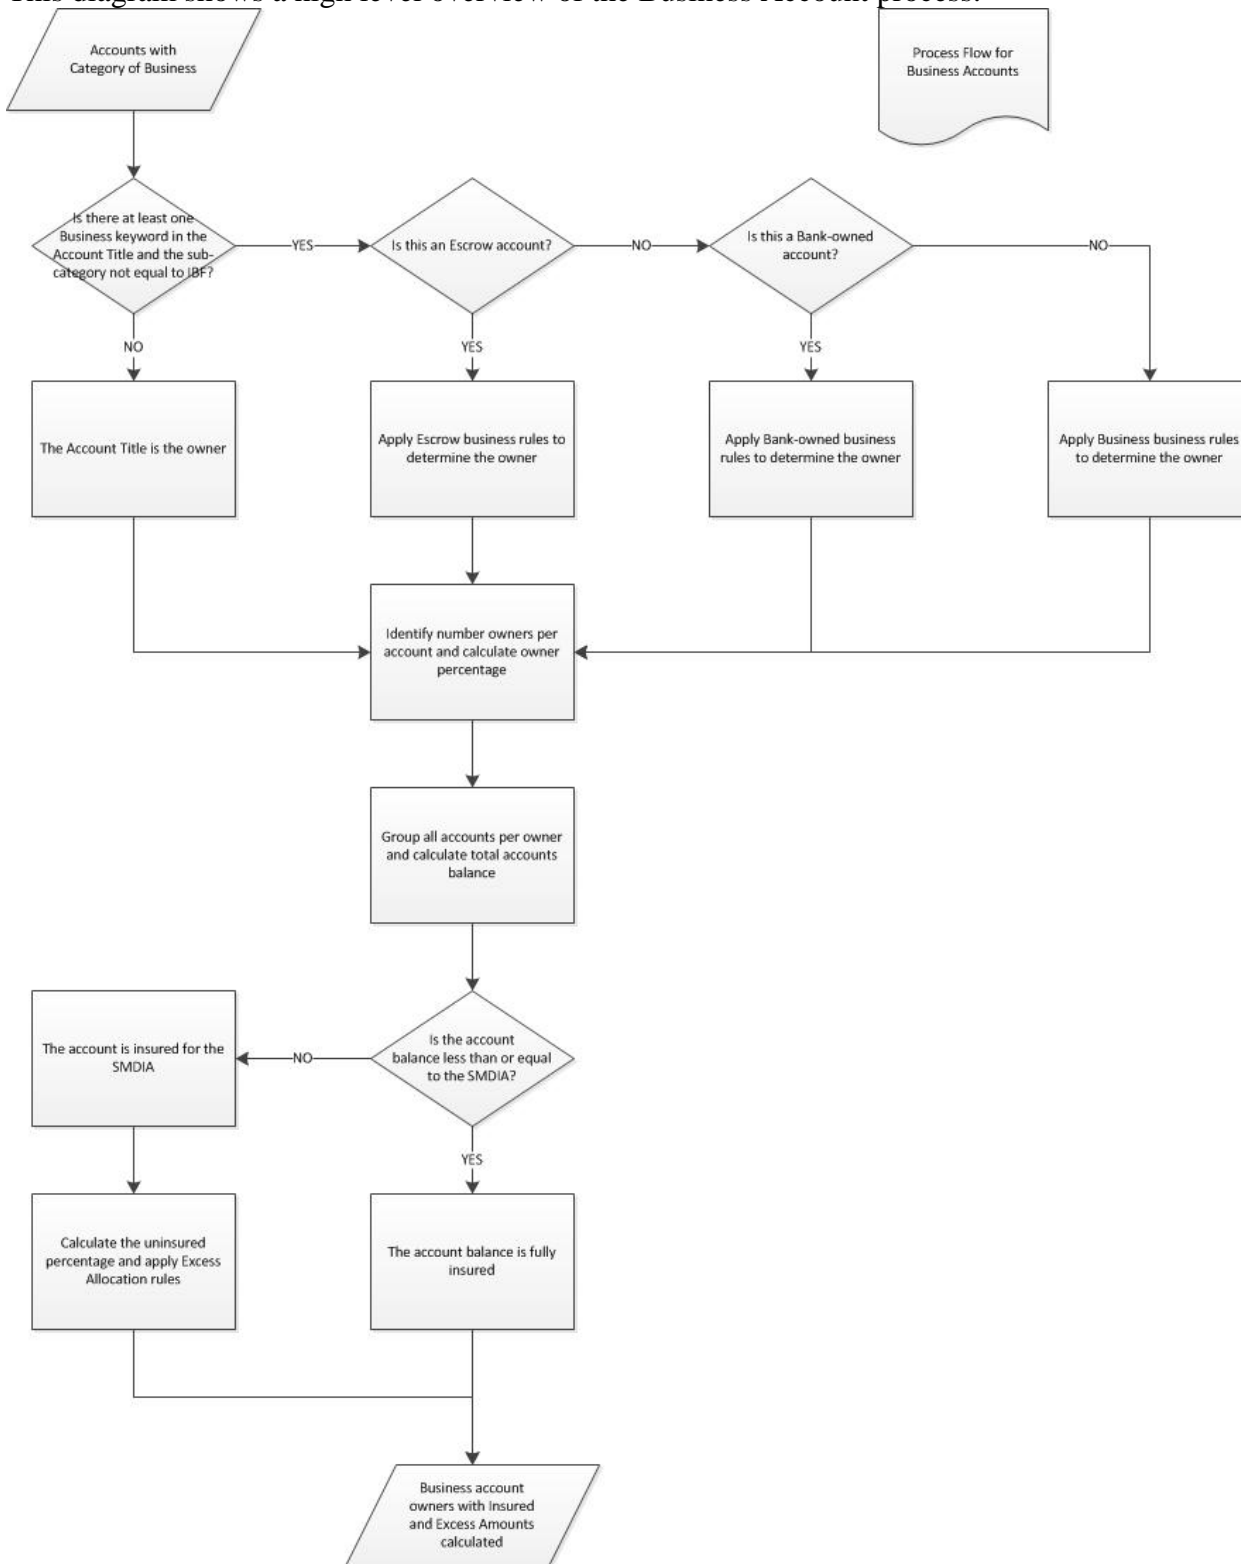 This diagram shows a high level overview of the Business Account process.
Accounts with
Category of Business
Process Flow for
Business Accounts
Is there at least one
Business keyword in the
Account Title and the sub-
category not equal to IBF?
YES
Is this an Escrow account?
NO
Is this a Bank-owned
account?
NO
NO
YES
YES
The Account Title is the owner
Apply Escrow business rules to
determine the owner
Apply Bank-owned business
rules to determine the owner
Apply Business business rules
to determine the owner
Identify number owners per
account and calculate owner
percentage
Group all accounts per owner
and calculate total accounts
balance
Is the account
balance less than or equal
to the SMDIA?
NO
The account is insured for the
SMDIA
YES
Calculate the uninsured
percentage and apply Excess
Allocation rules
The account balance is fully
insured
Business account
owners with Insured
and Excess Amounts
calculated